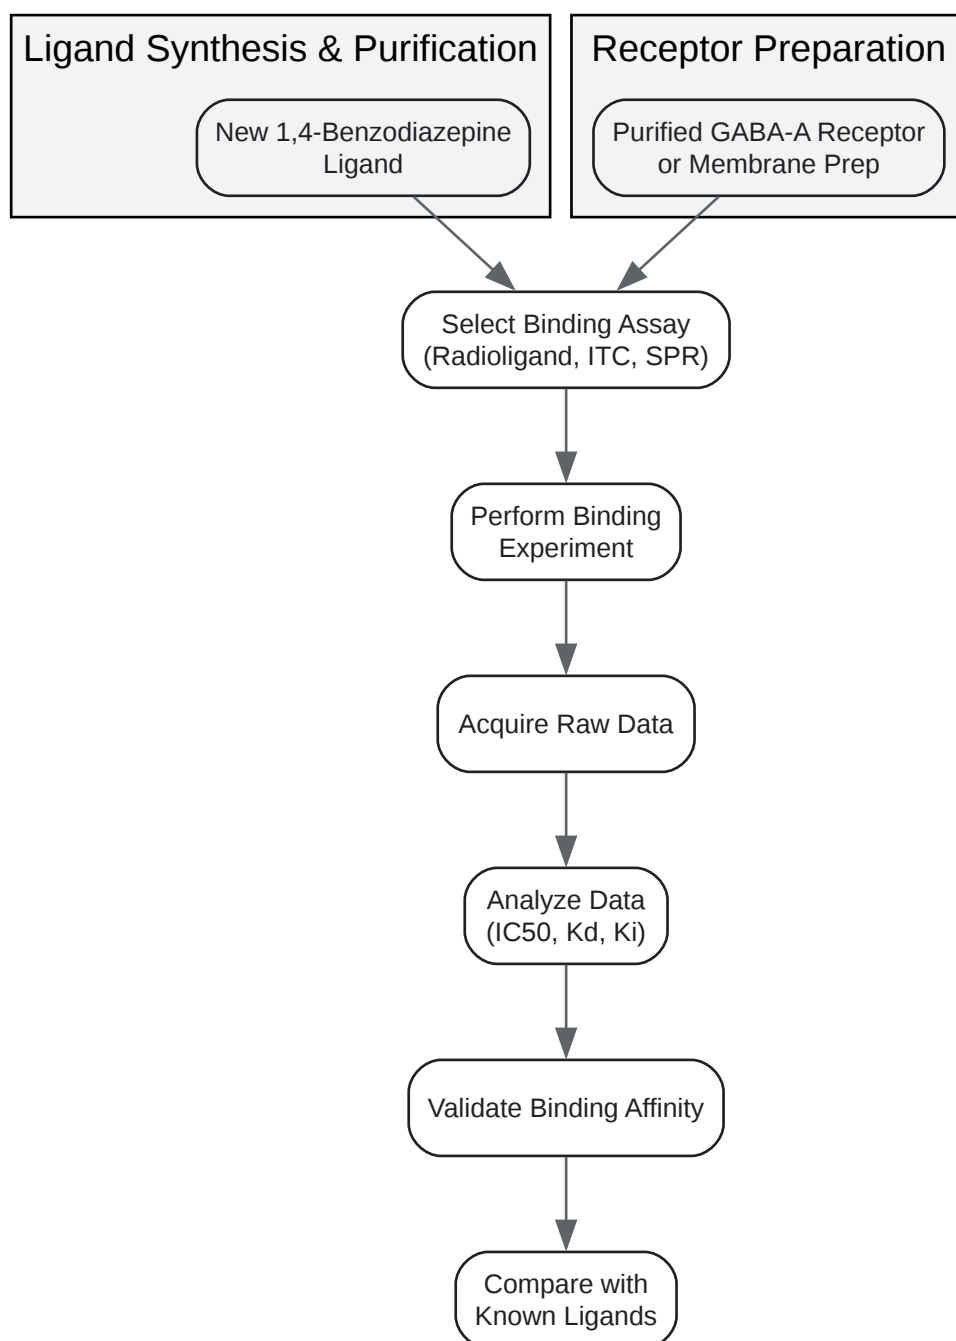 Ligand Synthesis & Purification
Receptor Preparation
New 1,4-Benzodiazepine
Ligand
Purified GABA-A Receptor
or Membrane Prep
Select Binding Assay
(Radioligand, ITC, SPR)
Perform Binding
Experiment
Acquire Raw Data
Analyze Data
(IC50, Kd, Ki)
Validate Binding Affinity
Compare with
Known Ligands